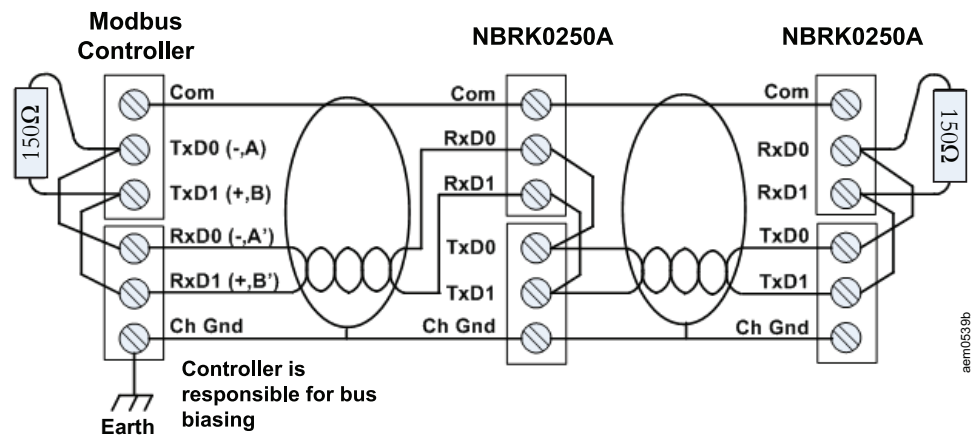 Modbus
Controller
NBRK0250A
NBRK0250A
150Ω
Com
TxD0 (-,A)
TxD1 (+,B)
RxD0 (-,A')
RxD1 (+,B')
Ch Gnd
Earth
Controller is
responsible for bus
biasing
Com
RxD0
RxD1
TxD0
TxD1
Ch Gnd
Com
RxD0
RxD1
TxD0
TxD1
Ch Gnd
150Ω
aem0539b